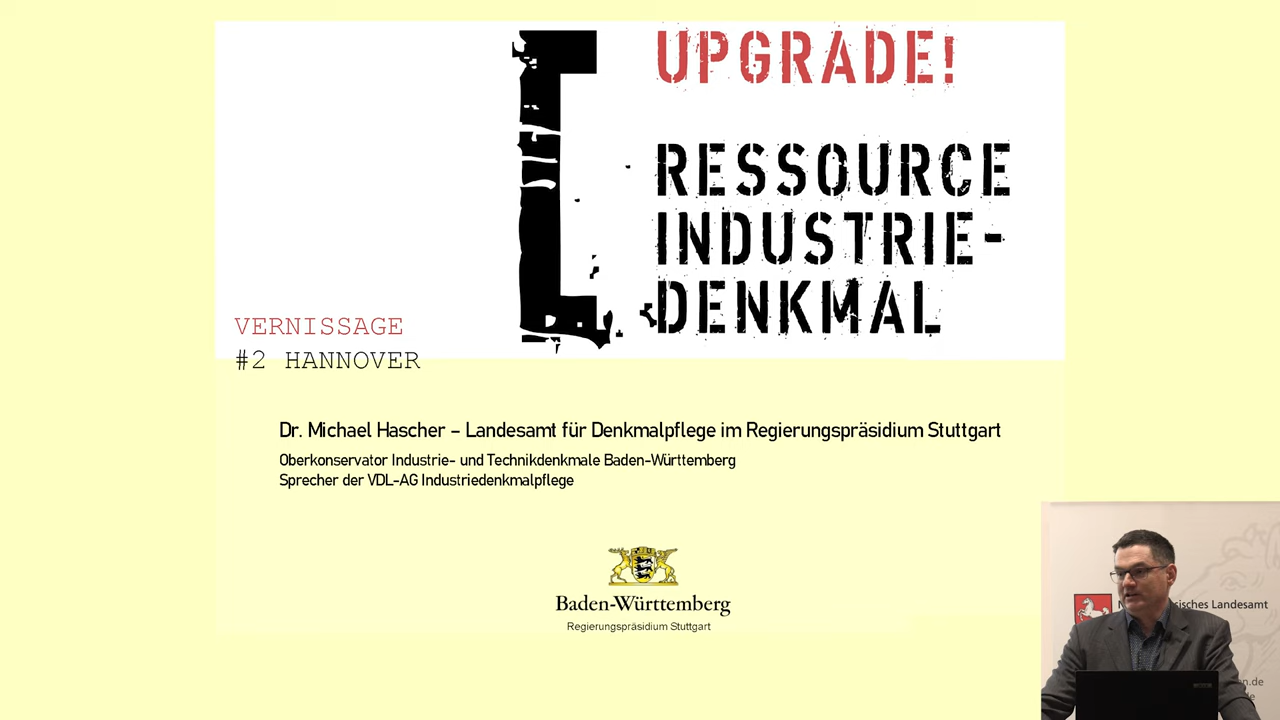 UPGRADE!
RESSOURCE
INDUSTRIE-
DENKMAL
VERNISSAGE
#2 HANNOVER
Dr. Michael Hascher – Landesamt für Denkmalpflege im Regierungspräsidium Stuttgart
Oberkonservator Industrie- und Technikdenkmale Baden-Württemberg
Sprecher der VDL-AG Industriedenkmalpflege
Baden-Württemberg
Regierungspräsidium Stuttgart
Landesamt